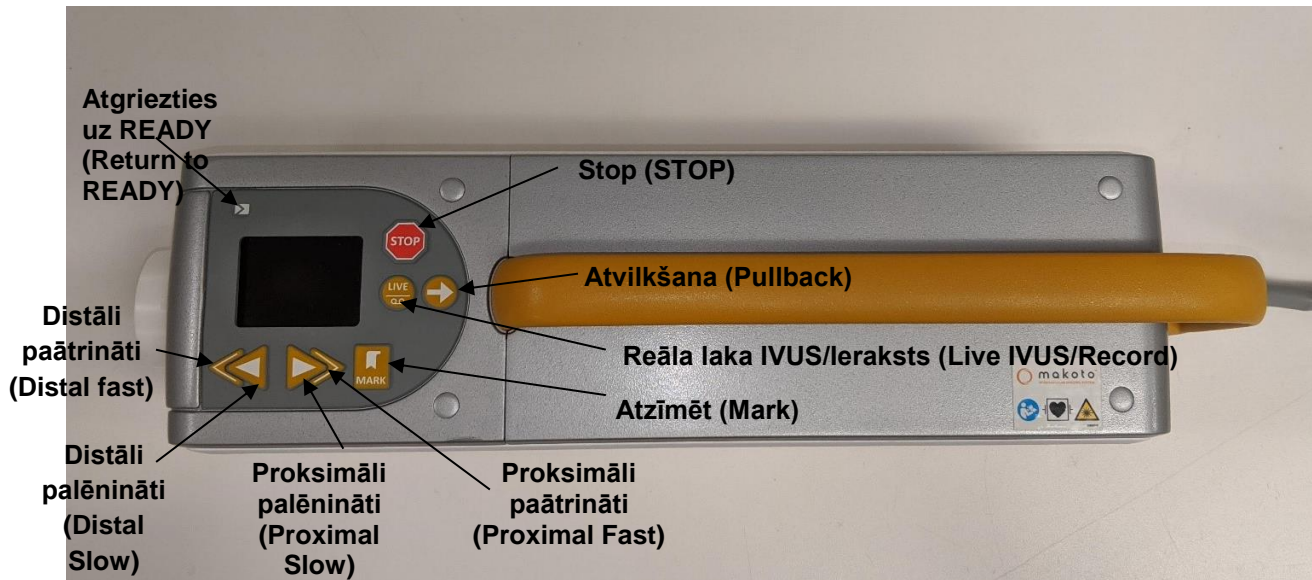 Atgriezties
uz READY
(Return to
READY)
Stop (STOP)
STOP
Atvilkšana (Pullback)
LIVE
Distāli
paātrināti
(Distal fast)
Reāla laka IVUS/Ieraksts (Live IVUS/Record)
makoto
MARK
Atzīmēt (Mark)
Distāli
palēnināti
(Distal
Slow)
Proksimāli
palēnināti
(Proximal
Slow)
Proksimāli
paātrināti
(Proximal Fast)